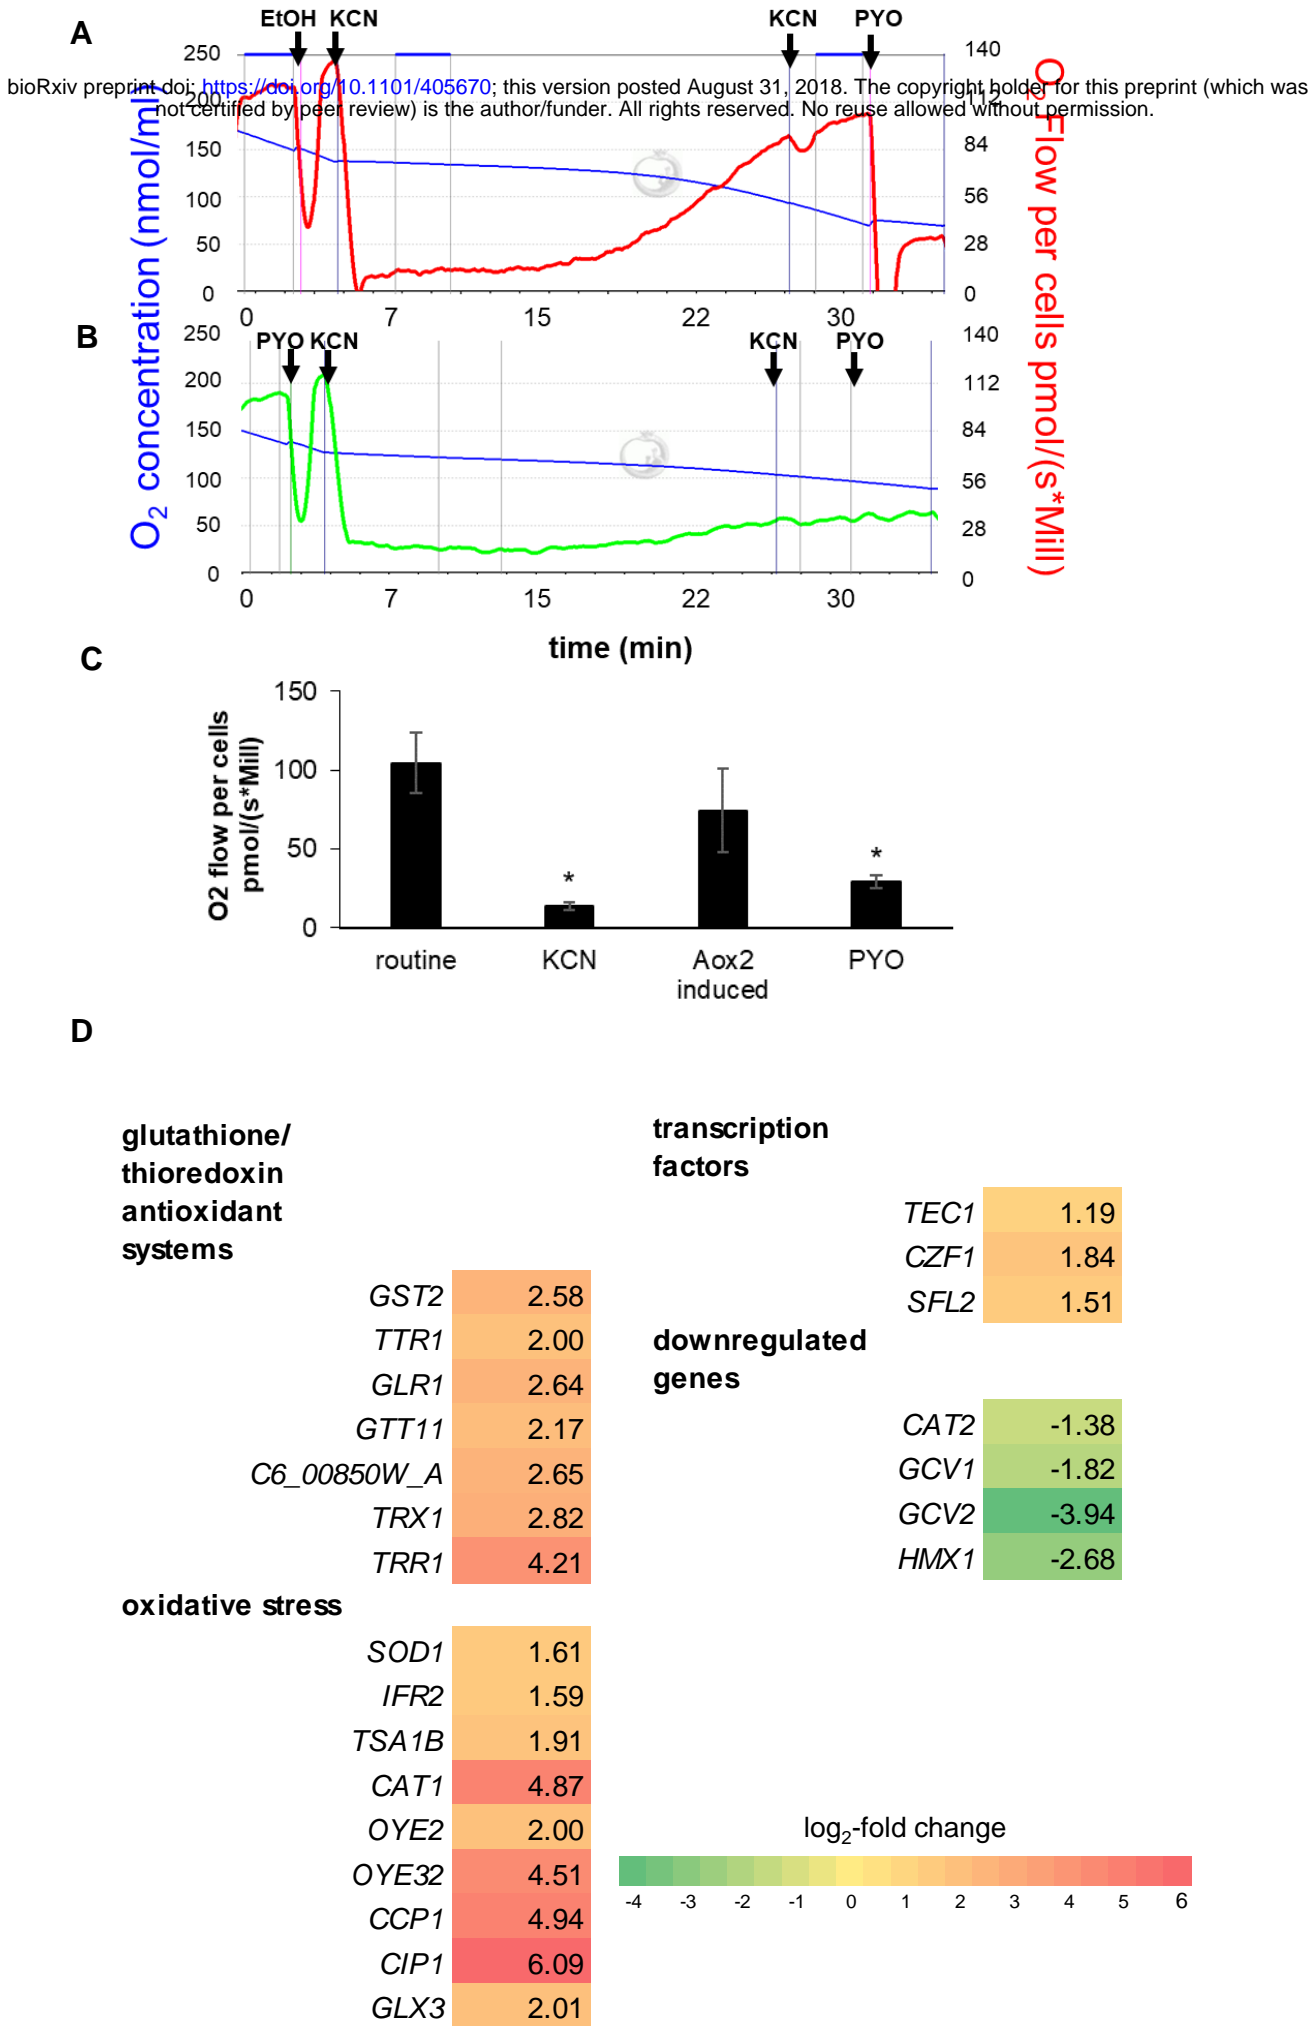 A
EtOH KCN KCN PYO
250 140
bioRxiv preprint doi: https://doi.org/10.1101/405670; this version posted August 31, 2018. The copyright holder for this preprint (which was
200 112
not certified by peer review) is the author/funder. All rights reserved. No reuse allowed without permission.
150 84
100 56
50 28
0 0
0 7 15 22 30
B
250 140
PYO KCN KCN PYO
200 112
150 84
100 56
50 28
0 0
0 7 15 22 30
O2 concentration (nmol/ml)
O2 Flow per cells pmol/(s*Mill)
time (min)
C
O2 flow per cells
pmol/(s*Mill)
150
100
50
0
* *
routine KCN Aox2 PYO
induced
D
glutathione/
thioredoxin
antioxidant
systems
GST2 2.58
TTR1 2.00
GLR1 2.64
GTT11 2.17
C6_00850W_A 2.65
TRX1 2.82
TRR1 4.21
oxidative stress
SOD1 1.61
IFR2 1.59
TSA1B 1.91
CAT1 4.87
OYE2 2.00
OYE32 4.51
CCP1 4.94
CIP1 6.09
GLX3 2.01
transcription
factors
TEC1 1.19
CZF1 1.84
SFL2 1.51
downregulated
genes
CAT2 -1.38
GCV1 -1.82
GCV2 -3.94
HMX1 -2.68
log2-fold change
-4 -3 -2 -1 0 1 2 3 4 5 6